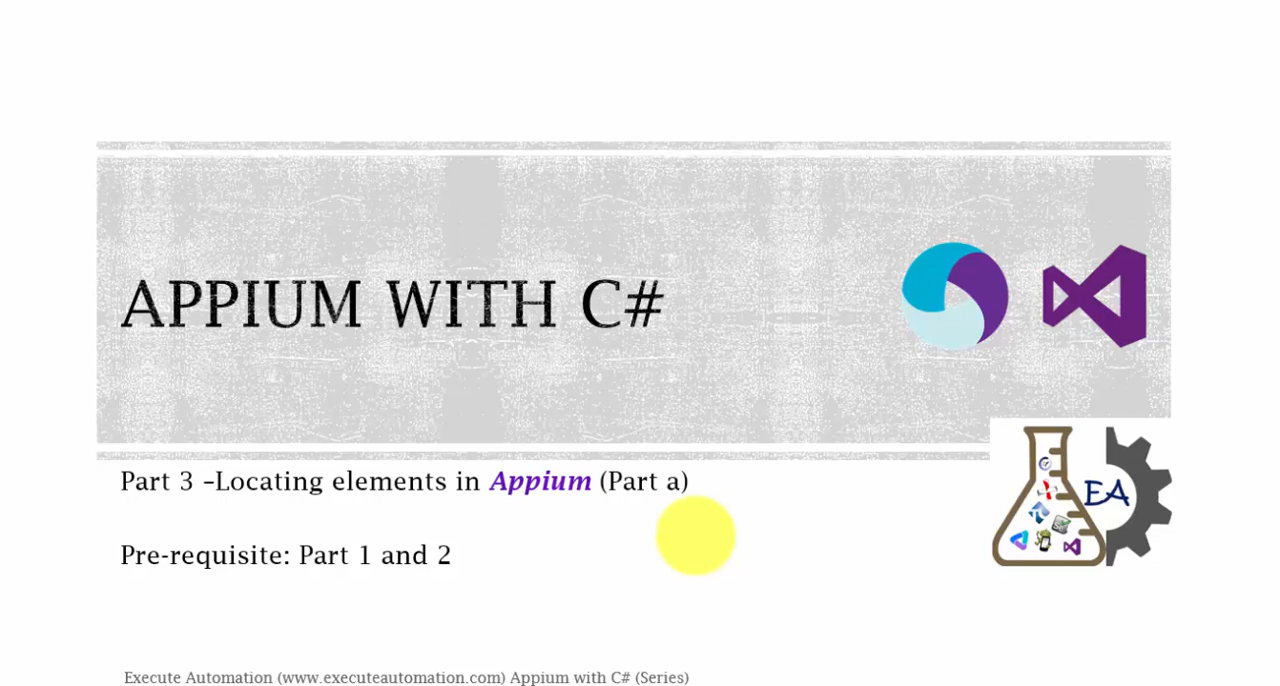 APPIUM WITH C#
EA
Part 3 –Locating elements in Appium (Part a)
Pre-requisite: Part 1 and 2
Execute Automation (www.executeautomation.com) Appium with C# (Series)